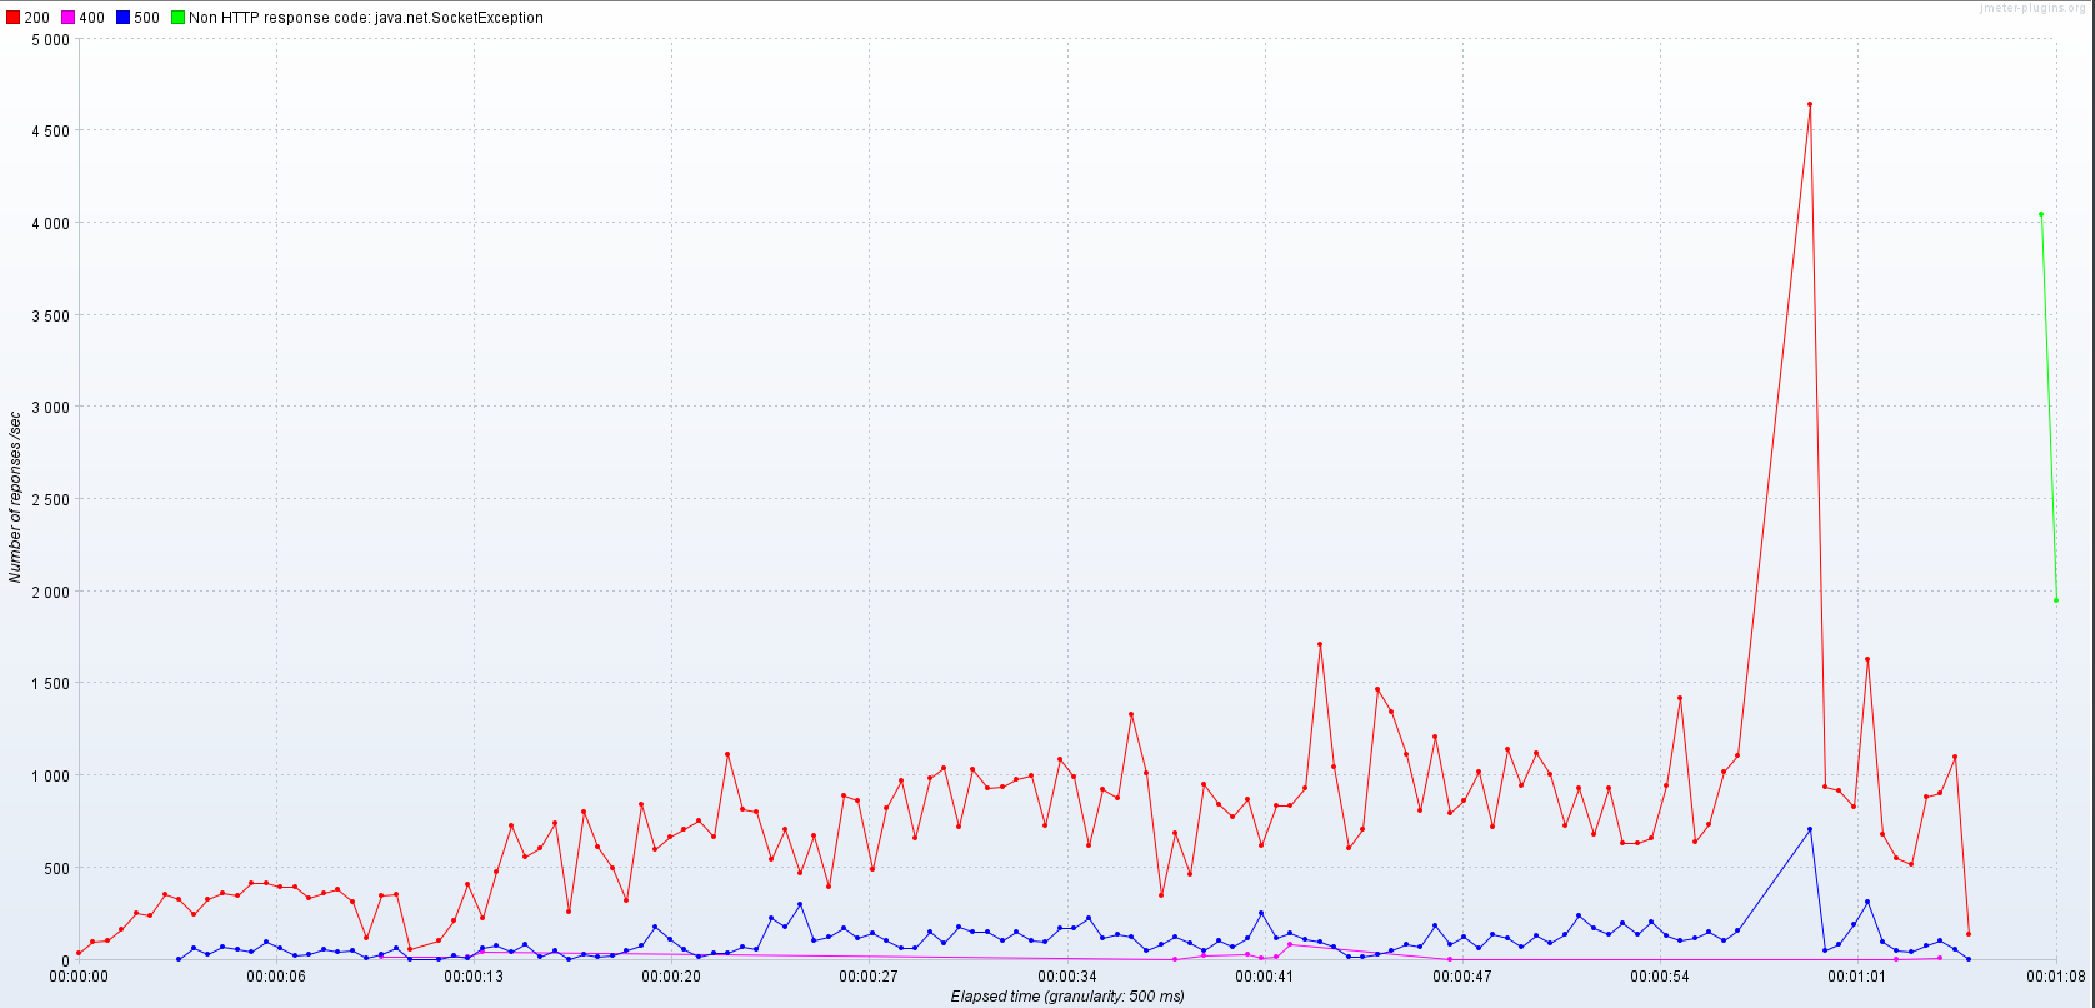 200 400 500 Non HTTP response code: java.net.SocketException
jmeter-plugins.org
5 000
4 500
4 000
3 500
3 000
2 500
2 000
1 500
1 000
500
0
Number of reponses /sec
00:00:00 00:00:06 00:00:13 00:00:20 00:00:27 00:00:34 00:00:41 00:00:47 00:00:54 00:01:01 00:01:08
Elapsed time (granularity: 500 ms)